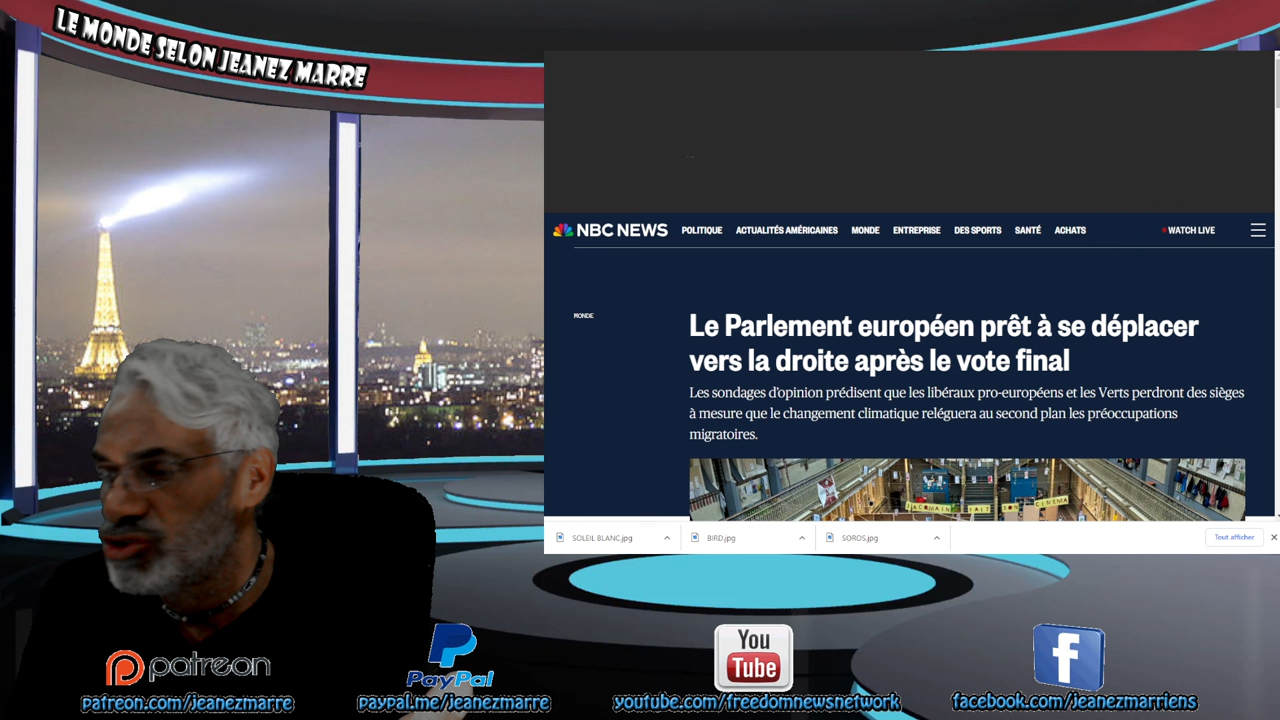 LE MONDE SELON JEANEZ MARRE
NBC NEWS POLITIQUE ACTUALITÉS AMÉRICAINES MONDE ENTREPRISE DES SPORTS SANTÉ ACHATS WATCH LIVE
MONDE
Le Parlement européen prêt à se déplacer
vers la droite après le vote final
Les sondages d'opinion prédisent que les libéraux pro-européens et les Verts perdront des sièges
à mesure que le changement climatique reléguera au second plan les préoccupations
migratoires.
FAIT SON CINEMA
SOLEIL BLANC.jpg BIRD.jpg SOROS.jpg Tout afficher
patreon PayPal You Tube f
patreon.com/jeanezmarre paypal.me/jeanezmarre youtube.com/freedomnewsnetwork facebook.com/jeanezmarriens